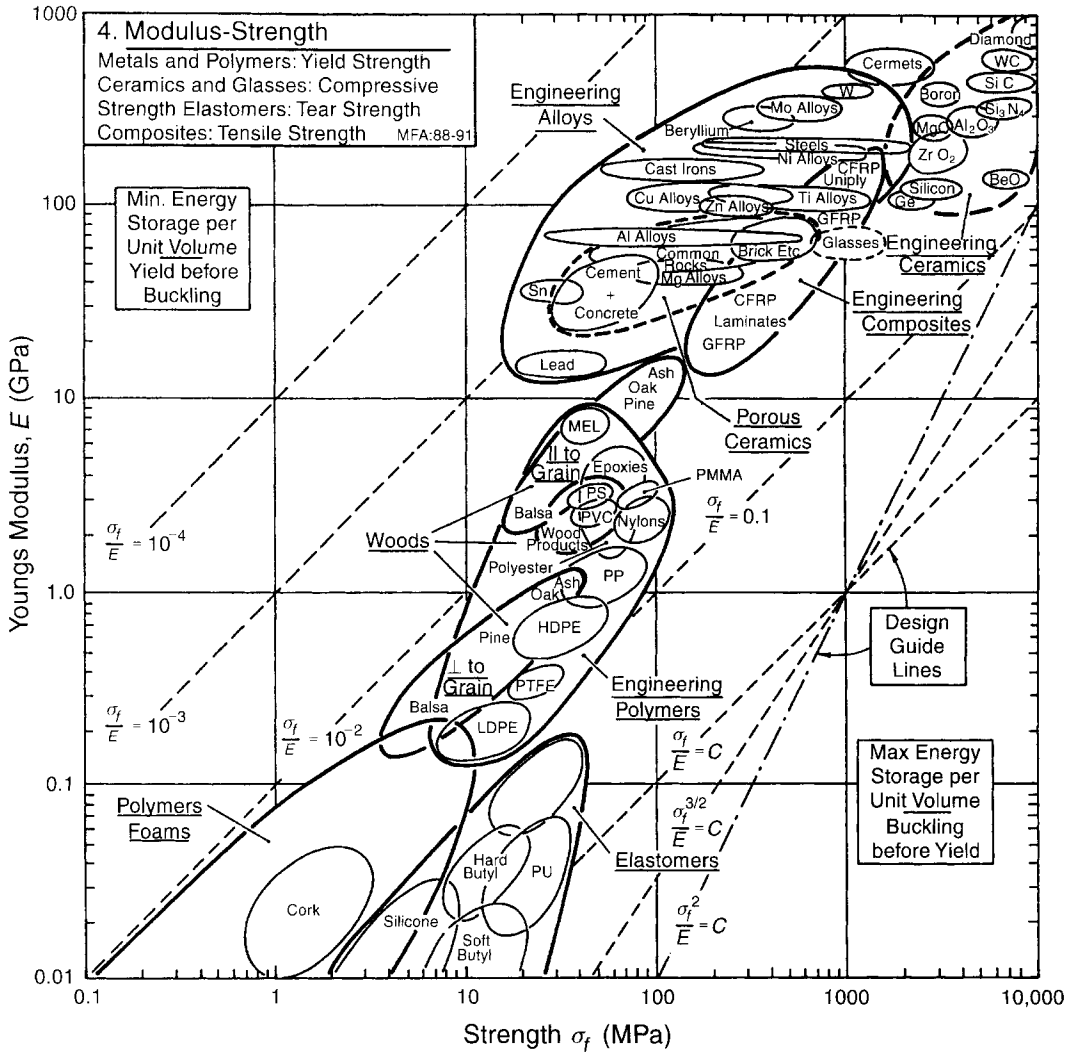 4. Modulus-Strength
Metals and Polymers: Yield Strength
Ceramics and Glasses: Compressive
Strength Elastomers: Tear Strength
Composites: Tensile Strength MFA:88-91
Min. Energy
Storage per
Unit Volume
Yield before
Buckling
Engineering
Alloys
Diamond
Cermets
WC
W
Boron
Si C
Mo Alloys
Si₃N₄
Beryllium
MgO
Al₂O₃
Steels
Ni Alloys
Zr O₂
Cast Irons
CFRP
Uniply
BeO
Silicon
Cu Alloys
Zn Alloys
Ti Alloys
Ge
GFRP
Al Alloys
Glasses
Engineering
Ceramics
Common
Rocks
Brick Etc
Mg Alloys
Cement
+
Concrete
Sn
CFRP
Laminates
GFRP
Engineering
Composites
Lead
Ash
Oak
Pine
Porous
Ceramics
MEL
|| to
Grain
Epoxies
PMMA
PS
Balsa
PVC
Nylons
σf/E = 0.1
σf/E = 10⁻⁴
Woods
Wood
Products
Polyester
PP
Ash
Oak
HDPE
Pine
Design
Guide
Lines
⊥ to
Grain
PTFE
Engineering
Polymers
Balsa
LDPE
σf/E = 10⁻³
σf/E = 10⁻²
σf/E = C
Max Energy
Storage per
Unit Volume
Buckling
before Yield
σf^3/2/E = C
Polymers
Foams
Elastomers
Hard
Butyl
PU
Cork
Silicone
Soft
Butyl
σf²/E = C
1000
100
10
1.0
0.1
0.01
Youngs Modulus, E (GPa)
0.1 1 10 100 1000 10,000
Strength σf (MPa)